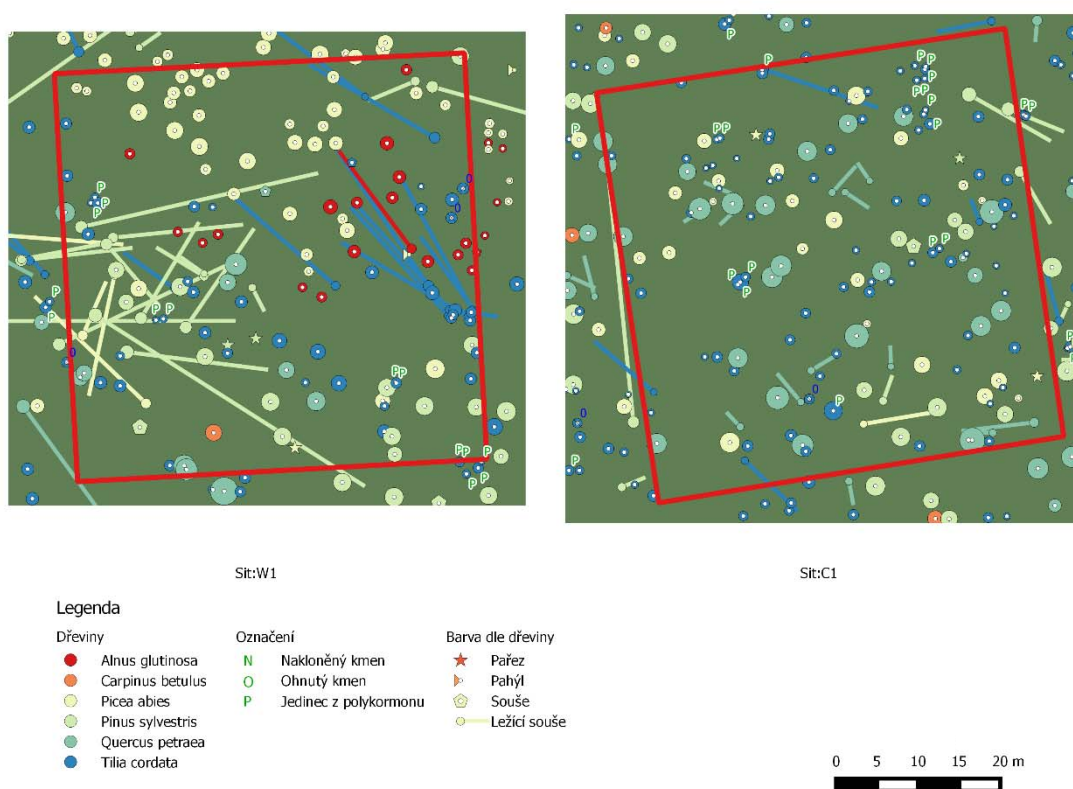 Sit:W1
Sit:C1
Legenda
Dřeviny
Alnus glutinosa
Carpinus betulus
Picea abies
Pinus sylvestris
Quercus petraea
Tilia cordata
Označení
N Nakloněný kmen
O Ohnutý kmen
P Jedinec z polykormonu
Barva dle dřeviny
Pařez
Pahýl
Souše
Ležící souše
0 5 10 15 20 m